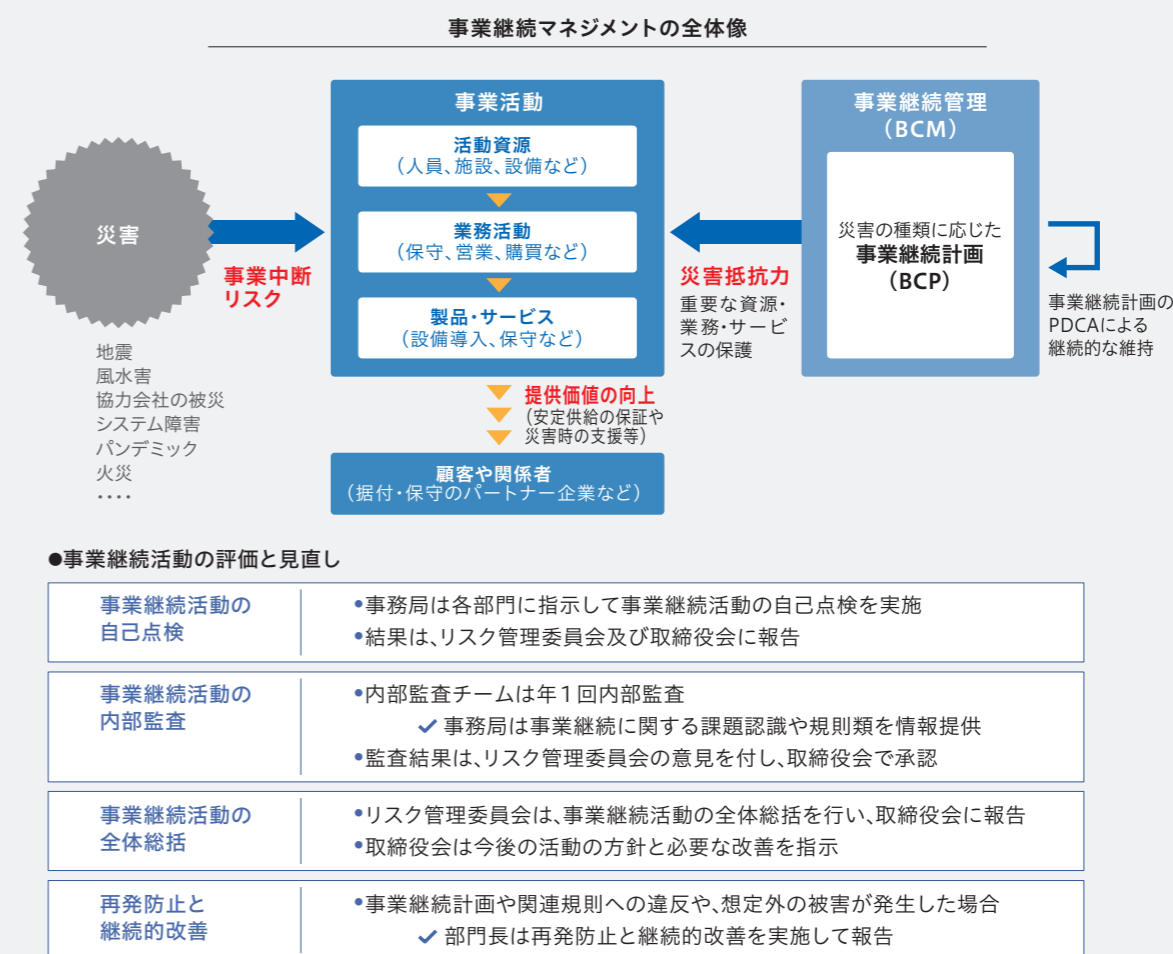 事業継続マネジメントの全体像
災害
地震
風水害
協力会社の被災
システム障害
パンデミック
火災
････
事業中断
リスク
事業活動
活動資源
（人員、施設、設備など）
業務活動
（保守、営業、購買など）
製品・サービス
（設備導入、保守など）
提供価値の向上
（安定供給の保証や
災害時の支援等）
顧客や関係者
（据付・保守のパートナー企業など）
災害抵抗力
重要な資源・
業務・サービ
スの保護
事業継続管理
（BCM）
災害の種類に応じた
事業継続計画
（BCP）
事業継続計画の
PDCAによる
継続的な維持
●事業継続活動の評価と見直し
事業継続活動の
自己点検
•事務局は各部門に指示して事業継続活動の自己点検を実施
•結果は、リスク管理委員会及び取締役会に報告
事業継続活動の
内部監査
•内部監査チームは年1回内部監査
✓ 事務局は事業継続に関する課題認識や規則類を情報提供
•監査結果は、リスク管理委員会の意見を付し、取締役会で承認
事業継続活動の
全体総括
•リスク管理委員会は、事業継続活動の全体総括を行い、取締役会に報告
•取締役会は今後の活動の方針と必要な改善を指示
再発防止と
継続的改善
•事業継続計画や関連規則への違反や、想定外の被害が発生した場合
✓ 部門長は再発防止と継続的改善を実施して報告